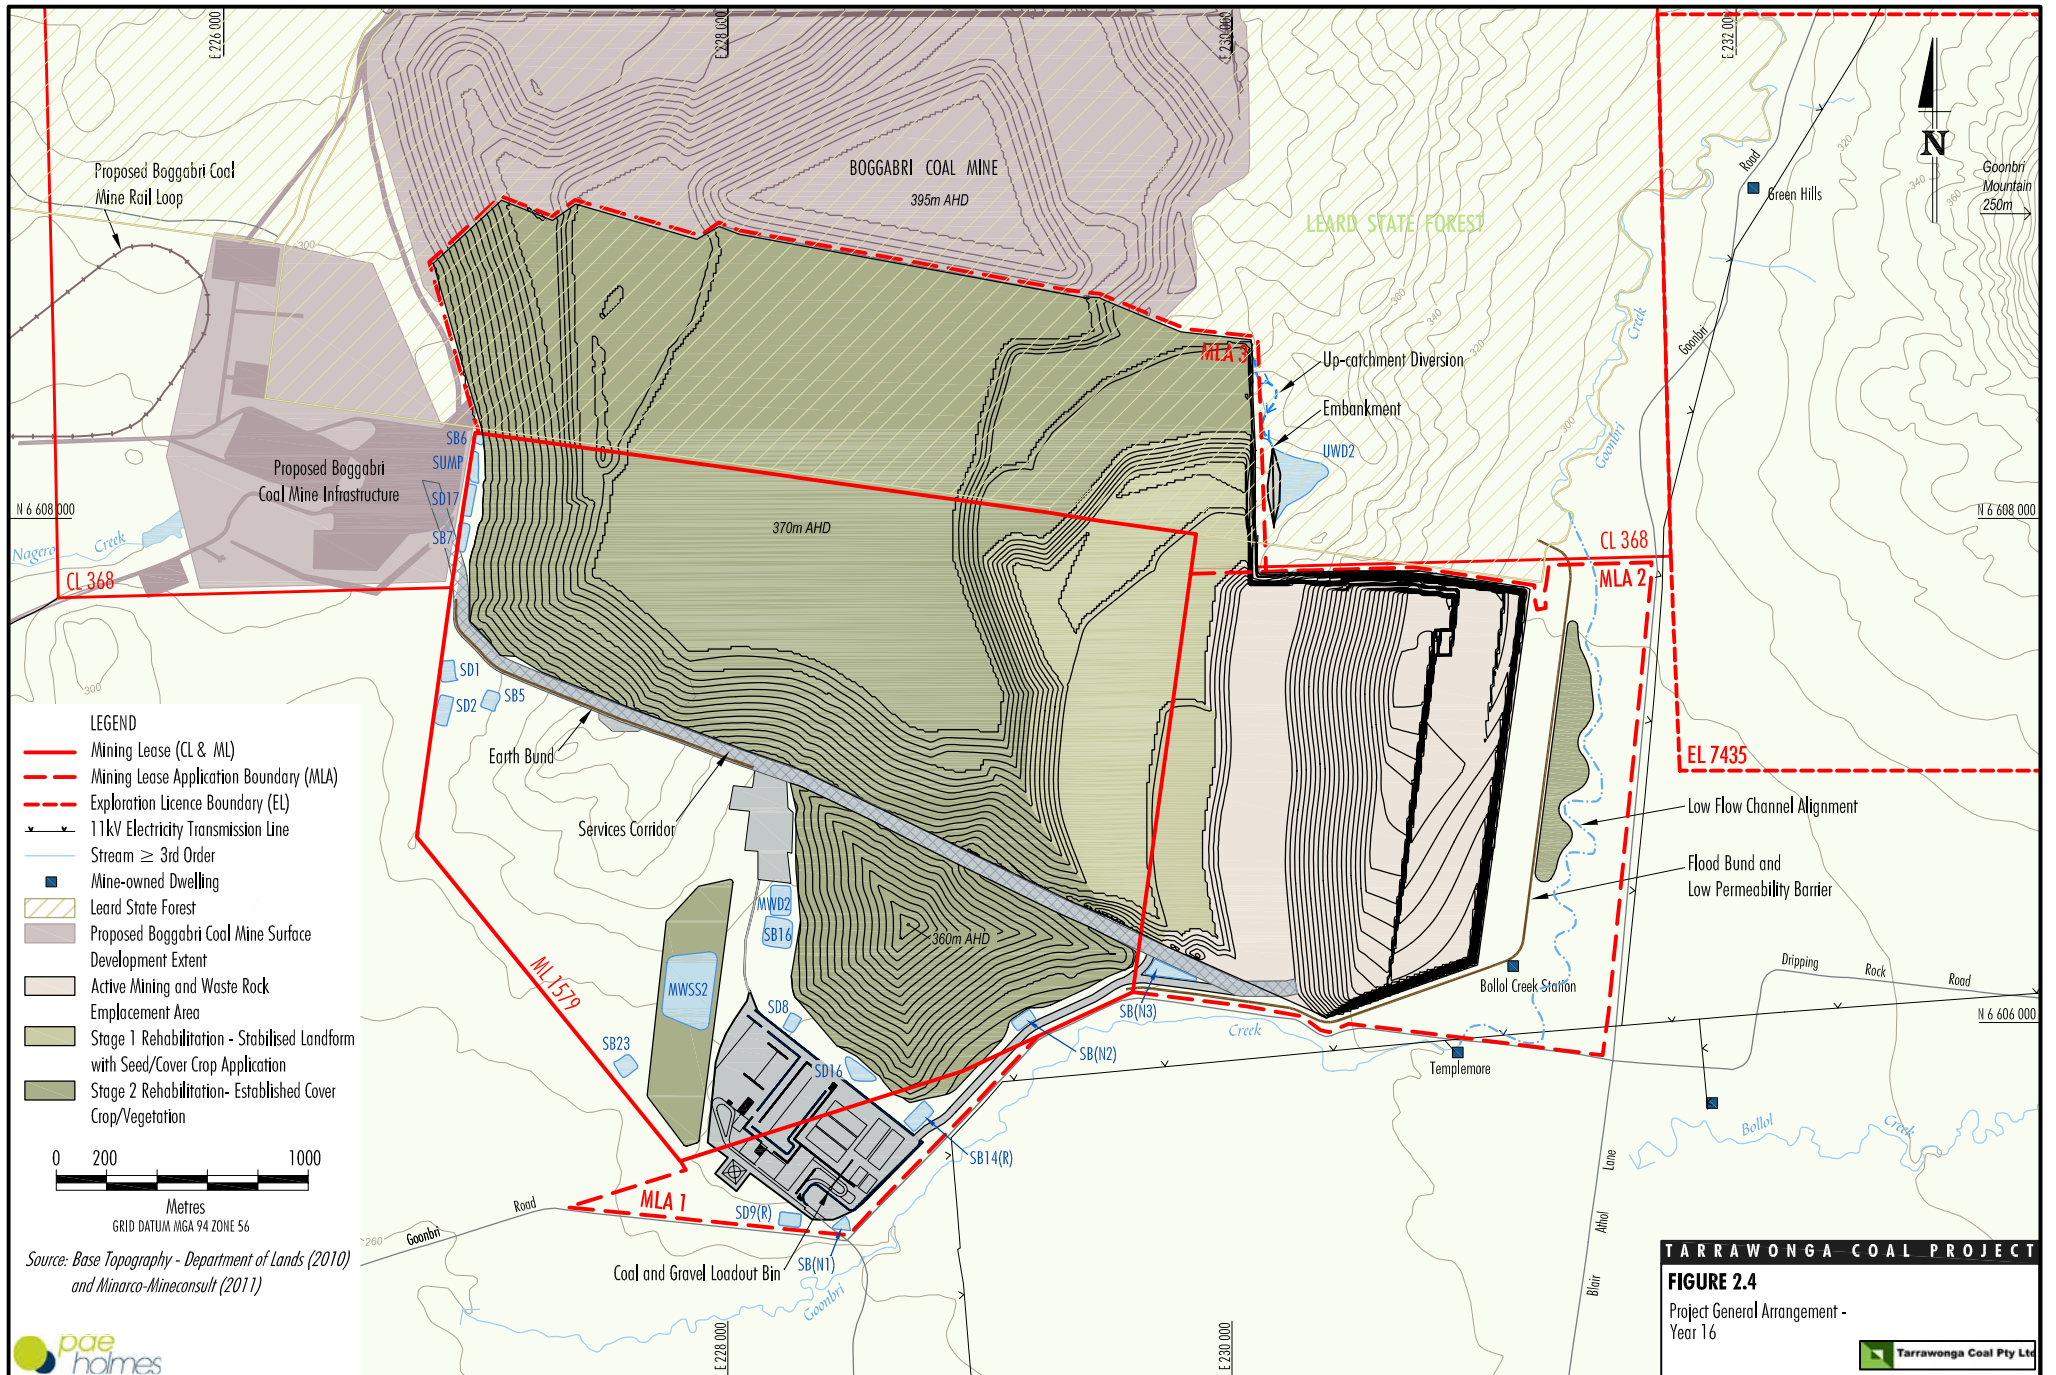 E 226 000
E 228 000
E 230 000
E 232 000
N
Goonbri
Mountain
250m
Proposed Boggabri Coal
Mine Rail Loop
BOGGABRI COAL MINE
395m AHD
LEARD STATE FOREST
Road
Green Hills
340
360
320
300
360
340
320
300
Goonbri
Creek
Goonbri
MLA 3
Up-catchment Diversion
Embankment
UWD2
SB6
SUMP
SD17
SB7
Proposed Boggabri
Coal Mine Infrastructure
N 6 608 000
N 6 608 000
Nagero Creek
CL 368
370m AHD
CL 368
MLA 2
SD1
SD2
SB5
300
Earth Bund
Services Corridor
EL 7435
Low Flow Channel Alignment
Flood Bund and
Low Permeability Barrier
LEGEND
Mining Lease (CL & ML)
Mining Lease Application Boundary (MLA)
Exploration Licence Boundary (EL)
11kV Electricity Transmission Line
Stream ≥ 3rd Order
Mine-owned Dwelling
Leard State Forest
Proposed Boggabri Coal Mine Surface
Development Extent
Active Mining and Waste Rock
Emplacement Area
Stage 1 Rehabilitation - Stabilised Landform
with Seed/Cover Crop Application
Stage 2 Rehabilitation- Established Cover
Crop/Vegetation
0 200 1000
Metres
GRID DATUM MGA 94 ZONE 56
Source: Base Topography - Department of Lands (2010)
and Minarco-Mineconsult (2011)
pae
holmes
MWD2
SB16
360m AHD
MWSS2
ML 1579
SD8
SB23
SD16
SB(N3)
SB(N2)
SB14(R)
Creek
Bollol Creek Station
Templemore
Dripping Rock Road
N 6 606 000
Bollol Creek
Blair Athol Lane
MLA 1
SD9(R)
SB(N1)
Coal and Gravel Loadout Bin
Goonbri Road
260
Goonbri
E 228 000
E 230 000
TARRAWONGA COAL PROJECT
FIGURE 2.4
Project General Arrangement -
Year 16
Tarrawonga Coal Pty Ltd